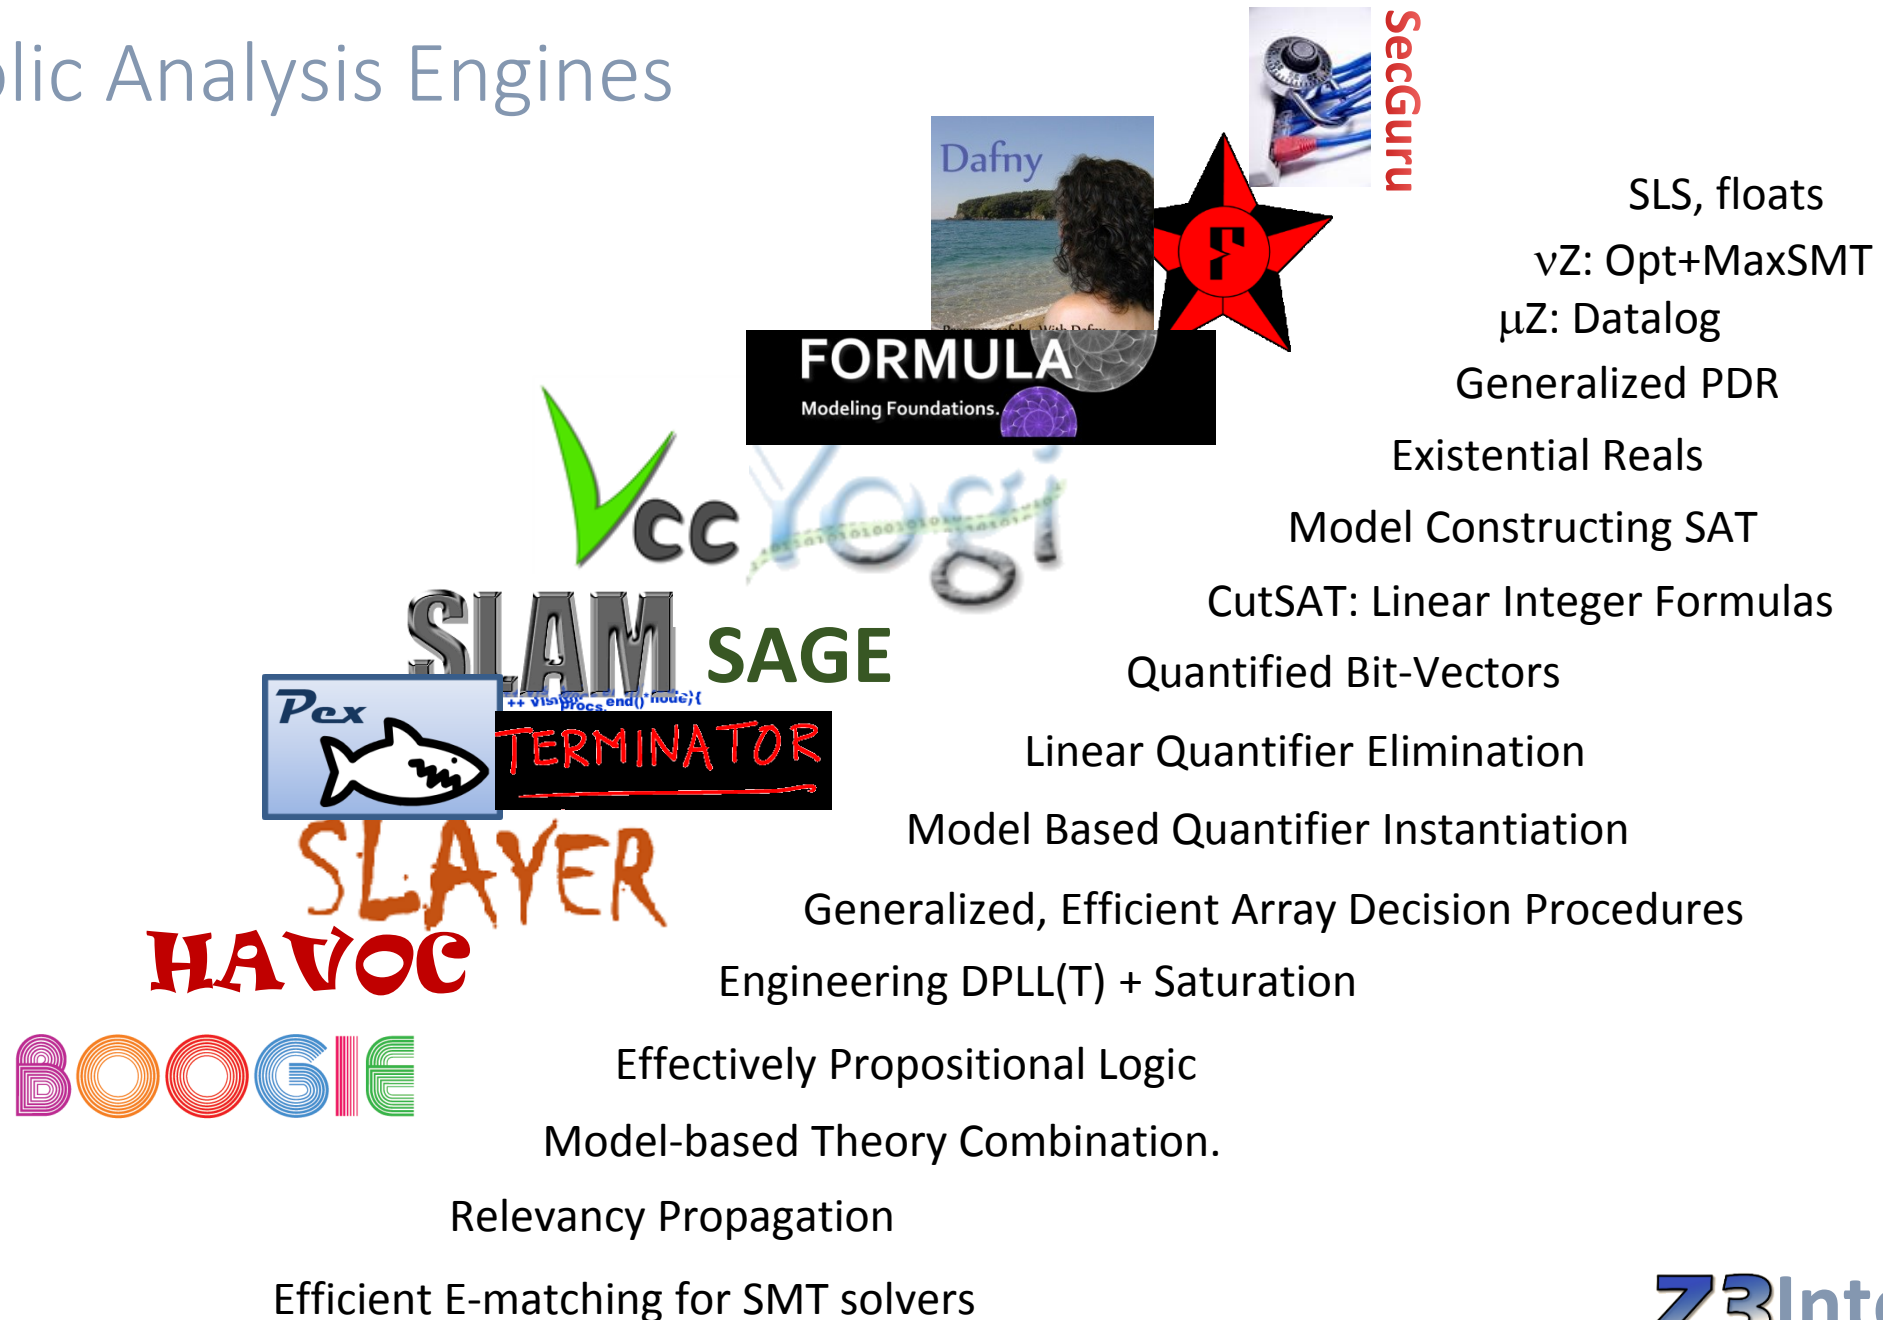 lic Analysis Engines
SecGuru
Dafny
F
SLS, floats
νZ: Opt+MaxSMT
μZ: Datalog
FORMULA
Modeling Foundations.
Generalized PDR
Existential Reals
Vcc
Yogi
Model Constructing SAT
CutSAT: Linear Integer Formulas
SLAM
SAGE
Quantified Bit-Vectors
procs end()
Pex
TERMINATOR
Linear Quantifier Elimination
Model Based Quantifier Instantiation
SLAYER
Generalized, Efficient Array Decision Procedures
HAVOC
Engineering DPLL(T) + Saturation
BOOGIE
Effectively Propositional Logic
Model-based Theory Combination.
Relevancy Propagation
Efficient E-matching for SMT solvers
Z3Inte